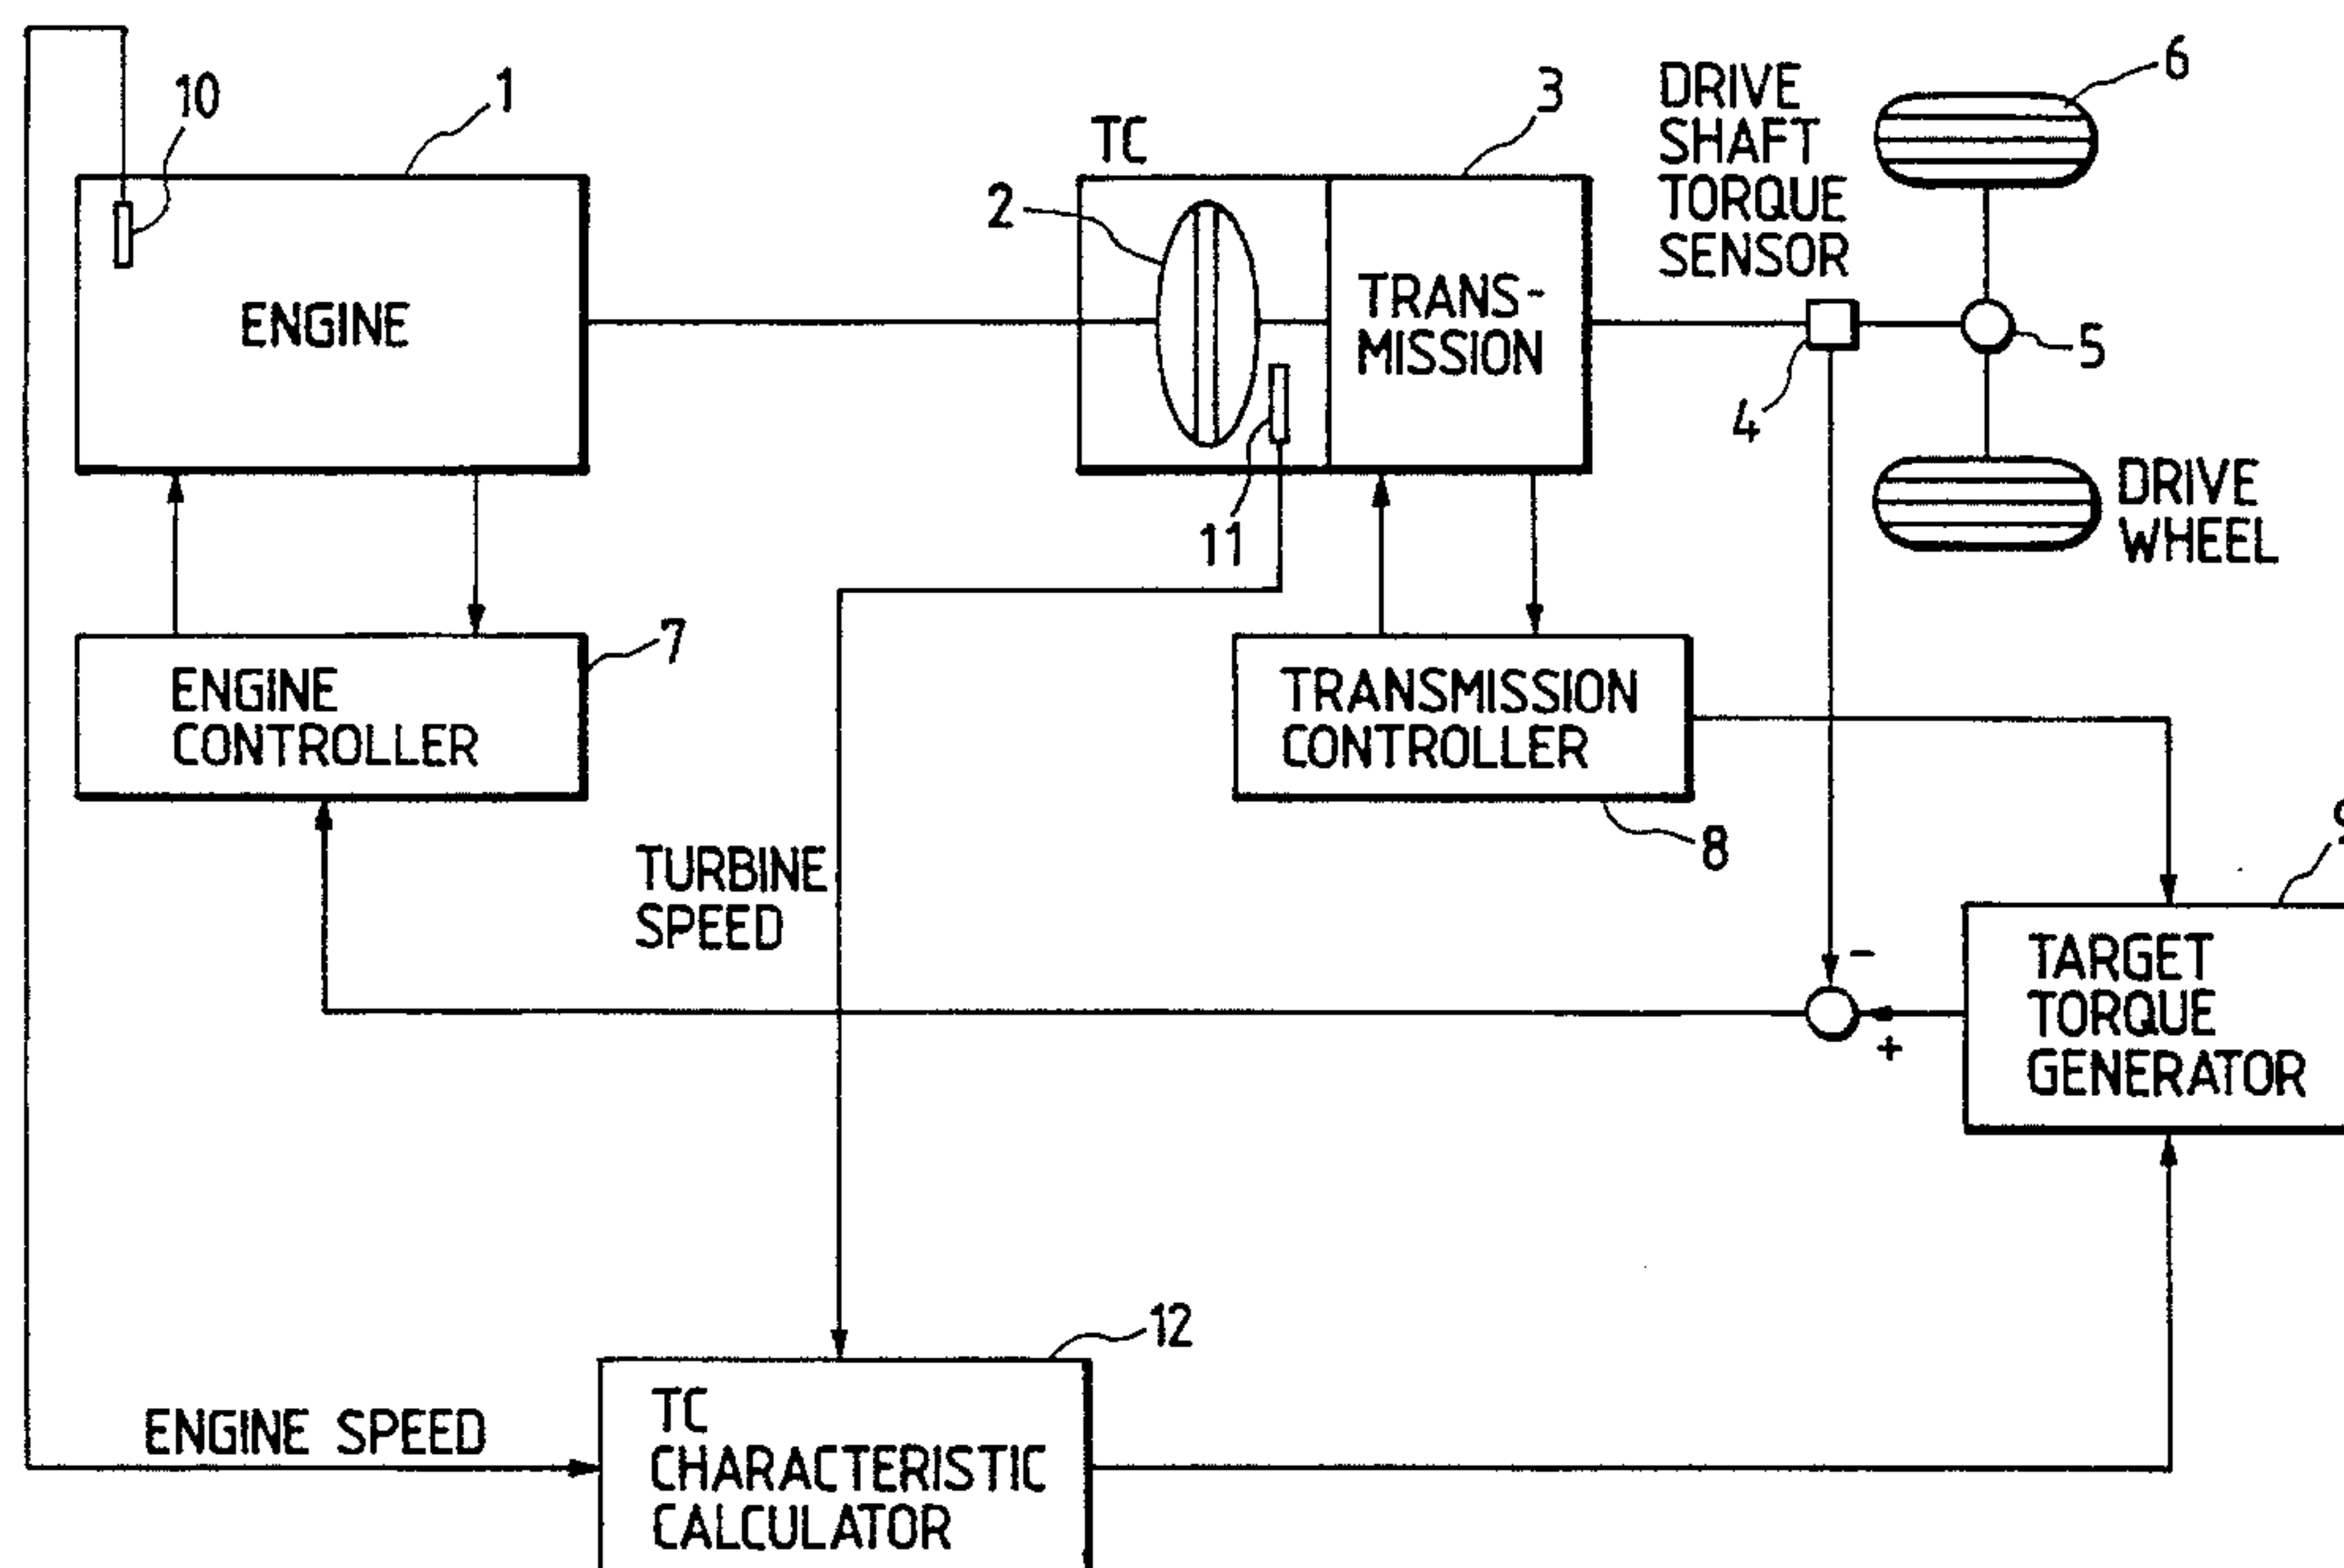 10
1
TC
3
DRIVE
SHAFT
TORQUE
SENSOR
6
2
ENGINE
TRANS-
MISSION
5
4
11
DRIVE
WHEEL
7
ENGINE
CONTROLLER
TRANSMISSION
CONTROLLER
8
TURBINE
SPEED
-
+
TARGET
TORQUE
GENERATOR
12
ENGINE SPEED
TC
CHARACTERISTIC
CALCULATOR